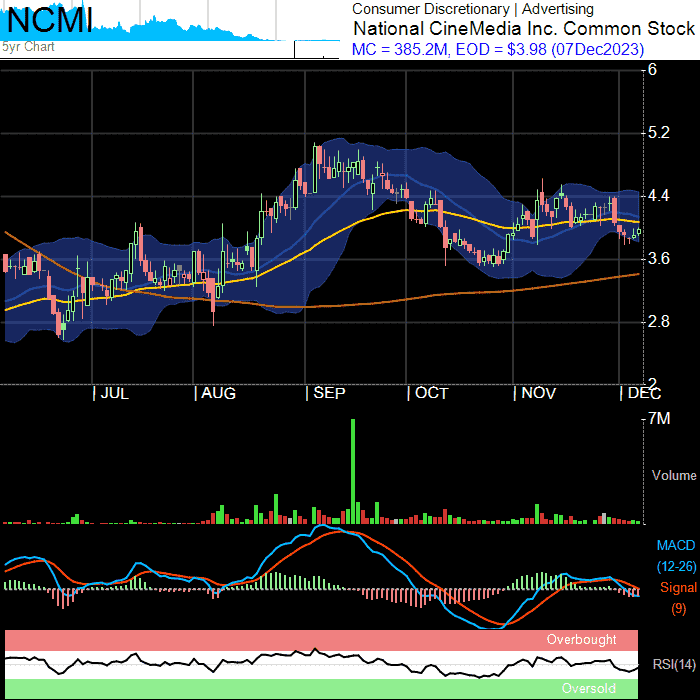 NCMI
5yr Chart
Consumer Discretionary | Advertising
National CineMedia Inc. Common Stock
MC = 385.2M, EOD = $3.98 (07Dec2023)
6
5.2
4.4
3.6
2.8
2
| JUL | AUG | SEP | OCT | NOV | DEC
7M
Volume
MACD
(12-26)
Signal
(9)
Overbought
RSI(14)
Oversold